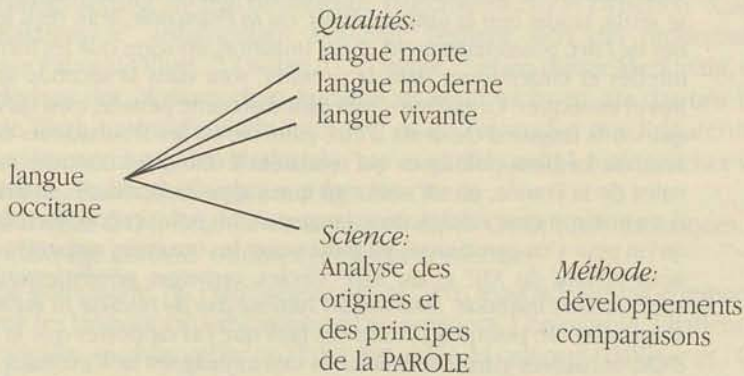 Qualités:
langue morte
langue moderne
langue vivante
langue
occitane
Science:
Analyse des
origines et
des principes
de la PAROLE
Méthode:
développements
comparaisons